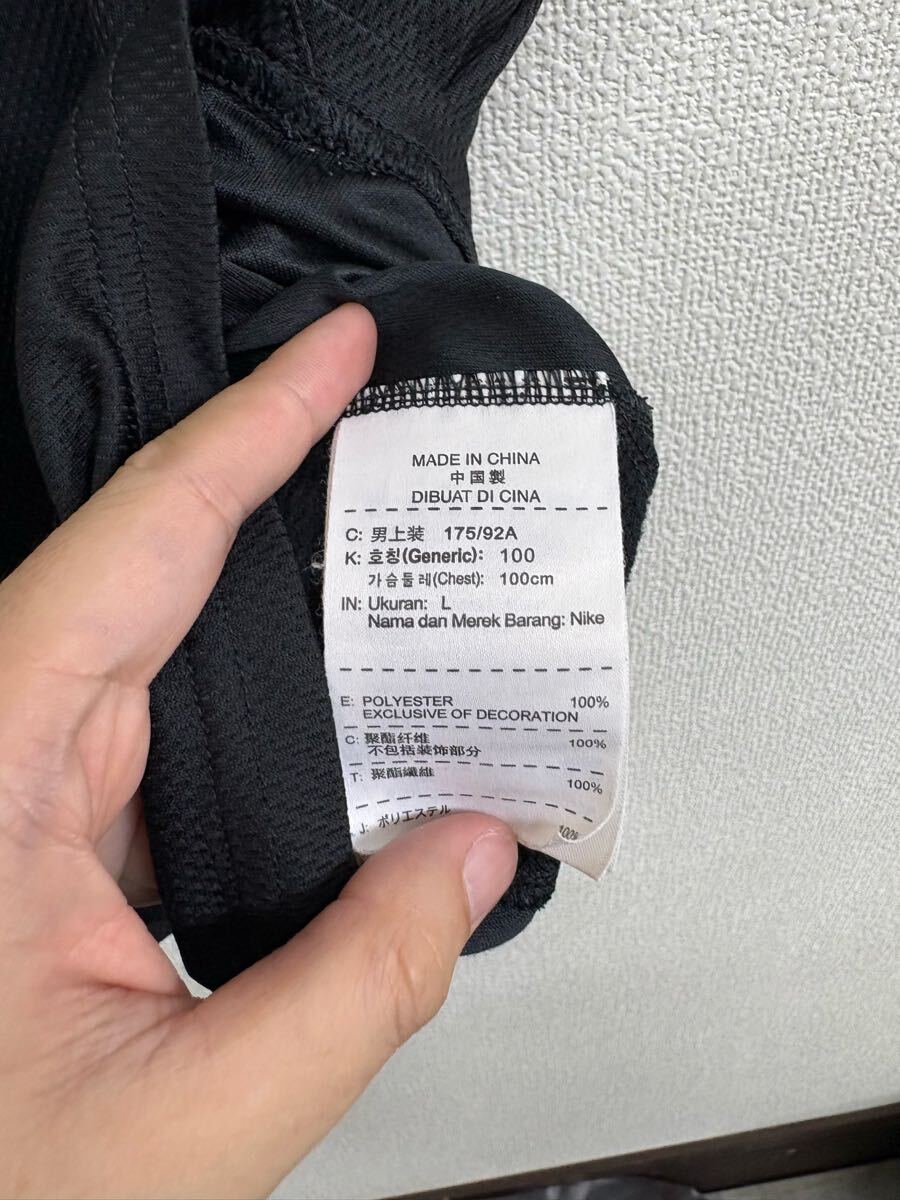 MADE IN CHINA
中国製
DIBUAT DI CINA
C: 男上装 175/92A
K: 호칭(Generic): 100
가슴둘레(Chest): 100cm
IN: Ukuran: L
Nama dan Merek Barang: Nike
E: POLYESTER 100%
EXCLUSIVE OF DECORATION
C: 聚酯纤维 100%
不包括装饰部分
T: 聚酯纖維 100%
J: ポリエステル 100%